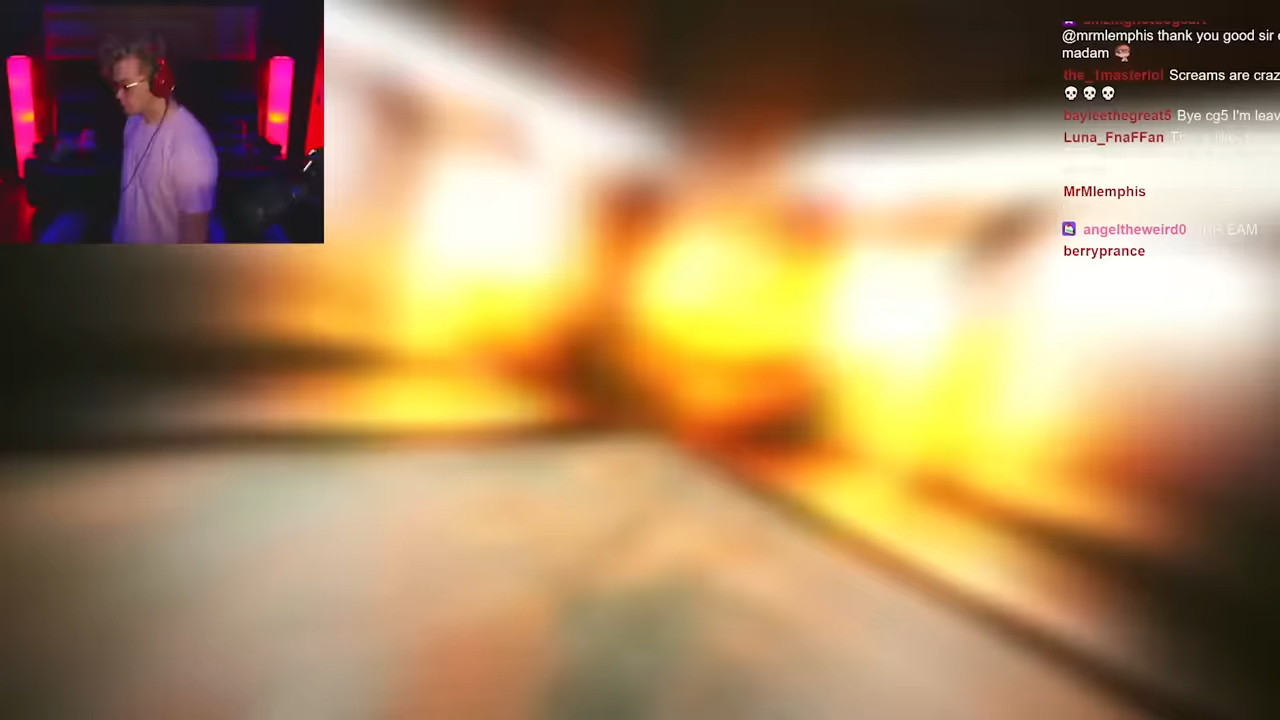 @mrmlemphis thank you good sir
madam
the_1masterlol Screams are craz
bayleethegreat5 Bye cg5 I'm leav
Luna_FnaFFan
MrMlemphis
angeltheweird0
berryprance